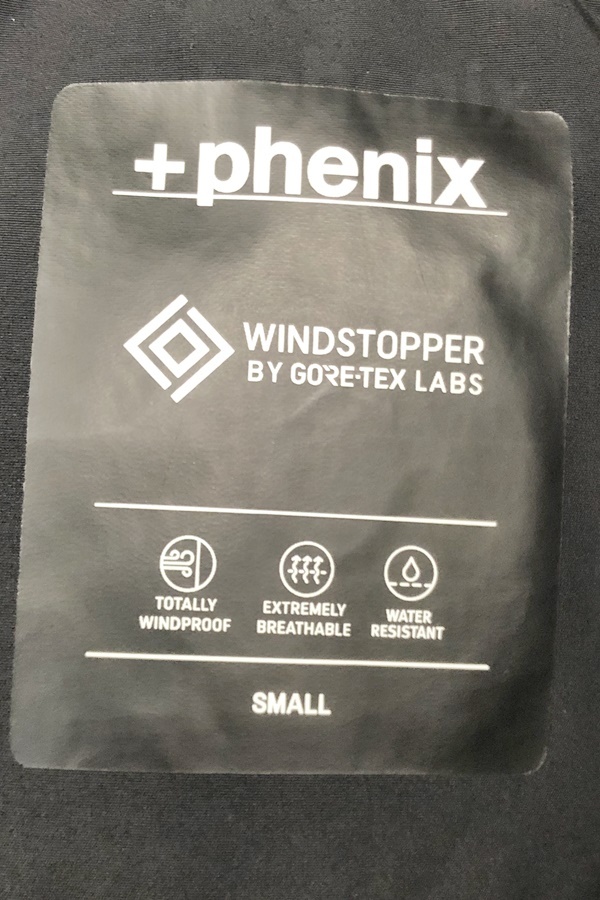 +phenix
WINDSTOPPER
BY GORE-TEX LABS
TOTALLY
WINDPROOF
EXTREMELY
BREATHABLE
WATER
RESISTANT
SMALL